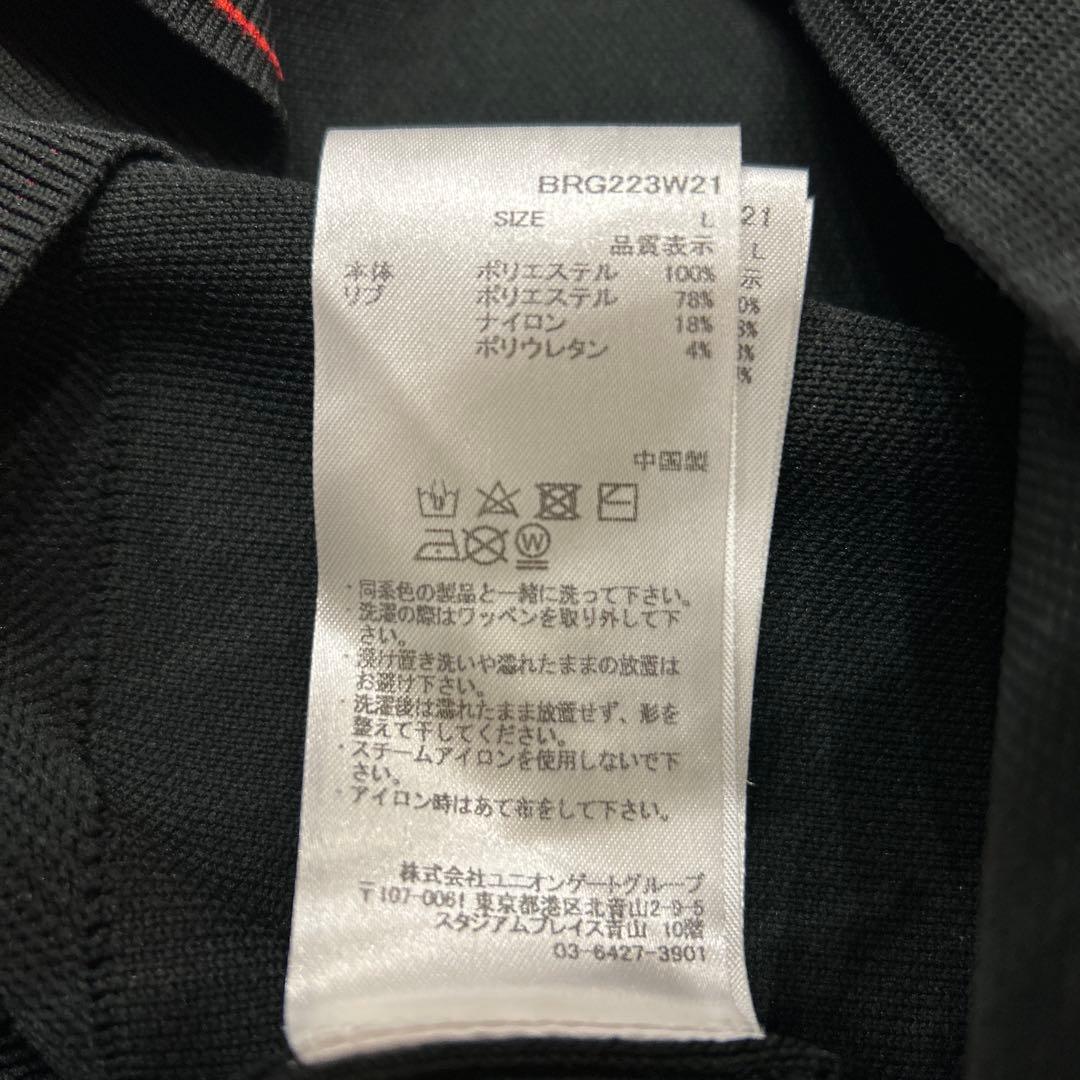 BRG223W21
SIZE L
品質表示
本体 ポリエステル 100%
リブ ポリエステル 78%
ナイロン 18%
ポリウレタン 4%
中国製
W
・同系色の製品と一緒に洗って下さい。
・洗濯の際はワッペンを取り外して下
さい。
・浸け置き洗いや濡れたままの放置は
お避け下さい。
・洗濯後は濡れたまま放置せず、形を
整えて干してください。
・スチームアイロンを使用しないで下
さい。
・アイロン時はあて布をして下さい。
株式会社ユニオンゲートグループ
〒107-0061 東京都港区北青山2-9-5
スタジアムプレイス青山 10階
03-6427-3901
21
L
示
0%
8%
8%
4%